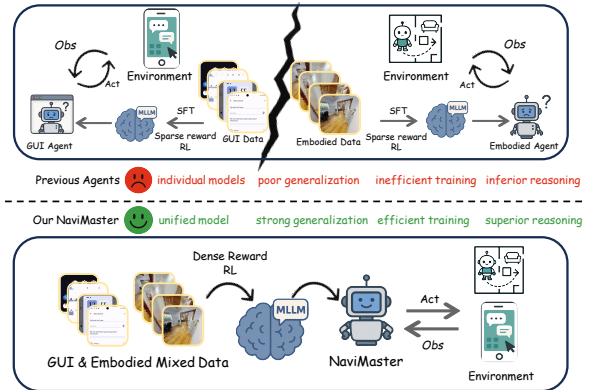 Obs
Act
Environment
MLLM
SFT
Sparse reward
RL
GUI Data
?
GUI Agent
Embodied Data
Environment
Obs
Act
SFT
Sparse reward
RL
MLLM
?
Embodied Agent
Previous Agents individual models poor generalization inefficient training inferior reasoning
Our NaviMaster unified model strong generalization efficient training superior reasoning
Dense Reward
RL
MLLM
GUI & Embodied Mixed Data
NaviMaster
Act
Obs
Environment